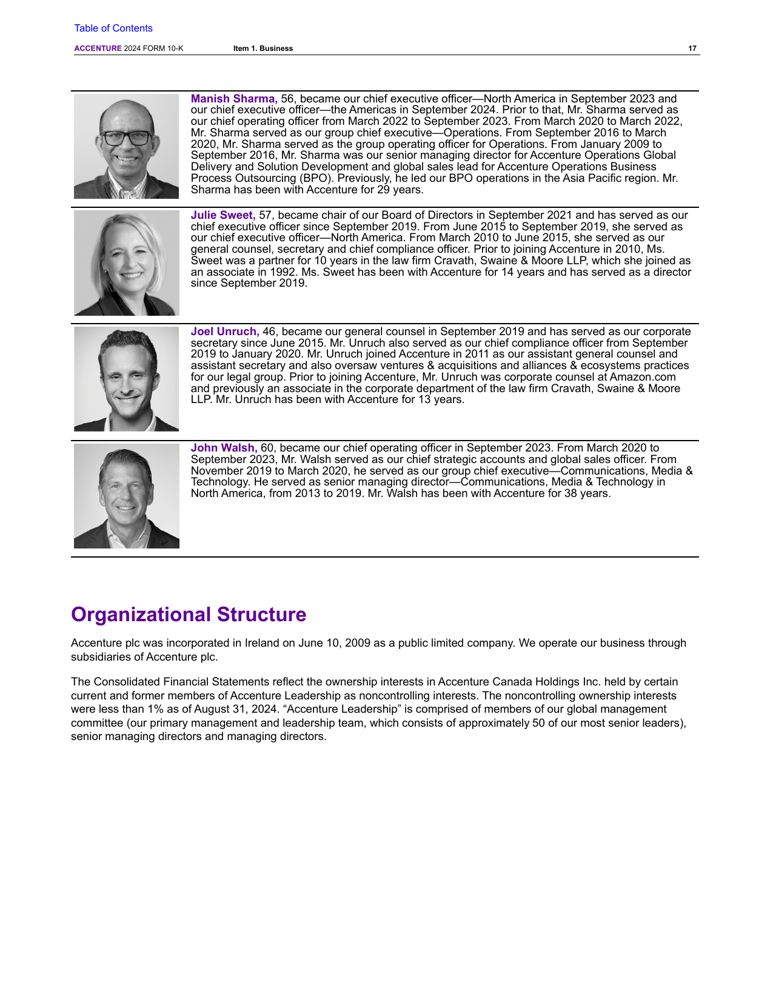 Table of Contents
ACCENTURE 2024 FORM 10-K Item 1. Business 17
Manish Sharma, 56, became our chief executive officer—North America in September 2023 and
our chief executive officer—the Americas in September 2024. Prior to that, Mr. Sharma served as
our chief operating officer from March 2022 to September 2023. From March 2020 to March 2022,
Mr. Sharma served as our group chief executive—Operations. From September 2016 to March
2020, Mr. Sharma served as the group operating officer for Operations. From January 2009 to
September 2016, Mr. Sharma was our senior managing director for Accenture Operations Global
Delivery and Solution Development and global sales lead for Accenture Operations Business
Process Outsourcing (BPO). Previously, he led our BPO operations in the Asia Pacific region. Mr.
Sharma has been with Accenture for 29 years.
Julie Sweet, 57, became chair of our Board of Directors in September 2021 and has served as our
chief executive officer since September 2019. From June 2015 to September 2019, she served as
our chief executive officer—North America. From March 2010 to June 2015, she served as our
general counsel, secretary and chief compliance officer. Prior to joining Accenture in 2010, Ms.
Sweet was a partner for 10 years in the law firm Cravath, Swaine & Moore LLP, which she joined as
an associate in 1992. Ms. Sweet has been with Accenture for 14 years and has served as a director
since September 2019.
Joel Unruch, 46, became our general counsel in September 2019 and has served as our corporate
secretary since June 2015. Mr. Unruch also served as our chief compliance officer from September
2019 to January 2020. Mr. Unruch joined Accenture in 2011 as our assistant general counsel and
assistant secretary and also oversaw ventures & acquisitions and alliances & ecosystems practices
for our legal group. Prior to joining Accenture, Mr. Unruch was corporate counsel at Amazon.com
and previously an associate in the corporate department of the law firm Cravath, Swaine & Moore
LLP. Mr. Unruch has been with Accenture for 13 years.
John Walsh, 60, became our chief operating officer in September 2023. From March 2020 to
September 2023, Mr. Walsh served as our chief strategic accounts and global sales officer. From
November 2019 to March 2020, he served as our group chief executive—Communications, Media &
Technology. He served as senior managing director—Communications, Media & Technology in
North America, from 2013 to 2019. Mr. Walsh has been with Accenture for 38 years.
Organizational Structure
Accenture plc was incorporated in Ireland on June 10, 2009 as a public limited company. We operate our business through
subsidiaries of Accenture plc.
The Consolidated Financial Statements reflect the ownership interests in Accenture Canada Holdings Inc. held by certain
current and former members of Accenture Leadership as noncontrolling interests. The noncontrolling ownership interests
were less than 1% as of August 31, 2024. “Accenture Leadership” is comprised of members of our global management
committee (our primary management and leadership team, which consists of approximately 50 of our most senior leaders),
senior managing directors and managing directors.